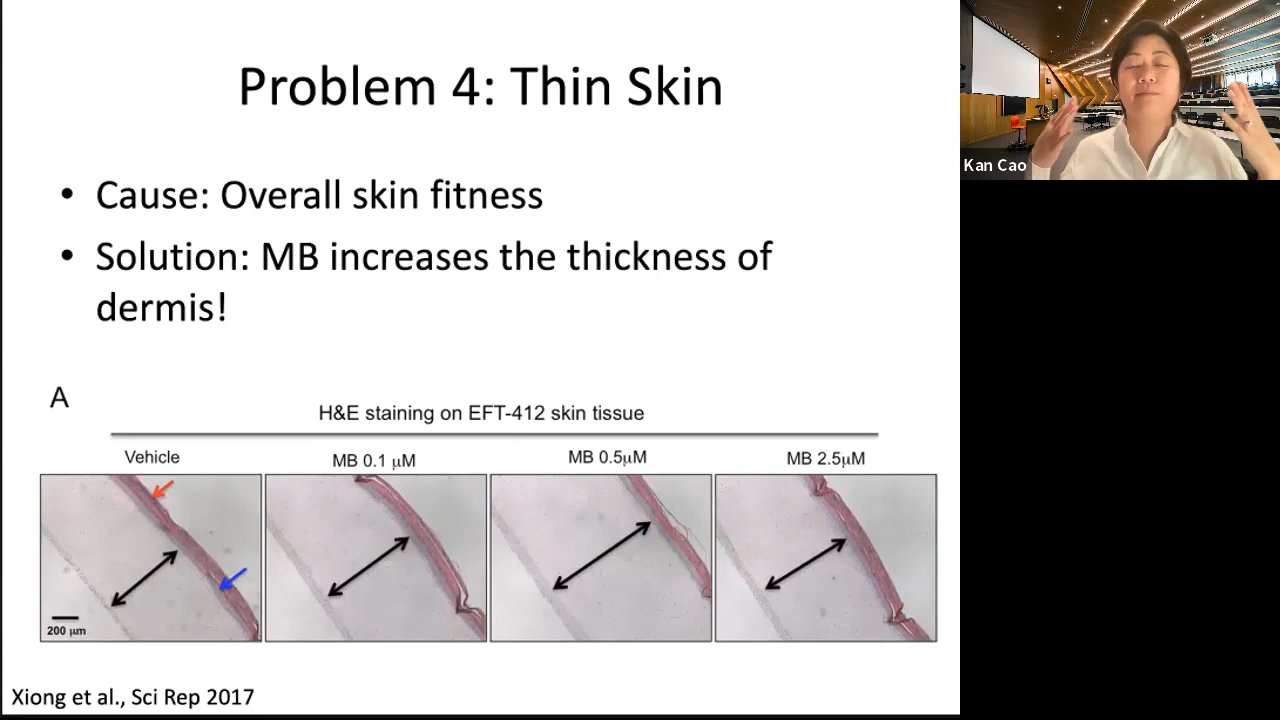 Problem 4: Thin Skin
• Cause: Overall skin fitness
• Solution: MB increases the thickness of
dermis!
A
H&E staining on EFT-412 skin tissue
Vehicle
MB 0.1 μM
MB 0.5μM
MB 2.5μM
200 μm
Xiong et al., Sci Rep 2017
Kan Cao